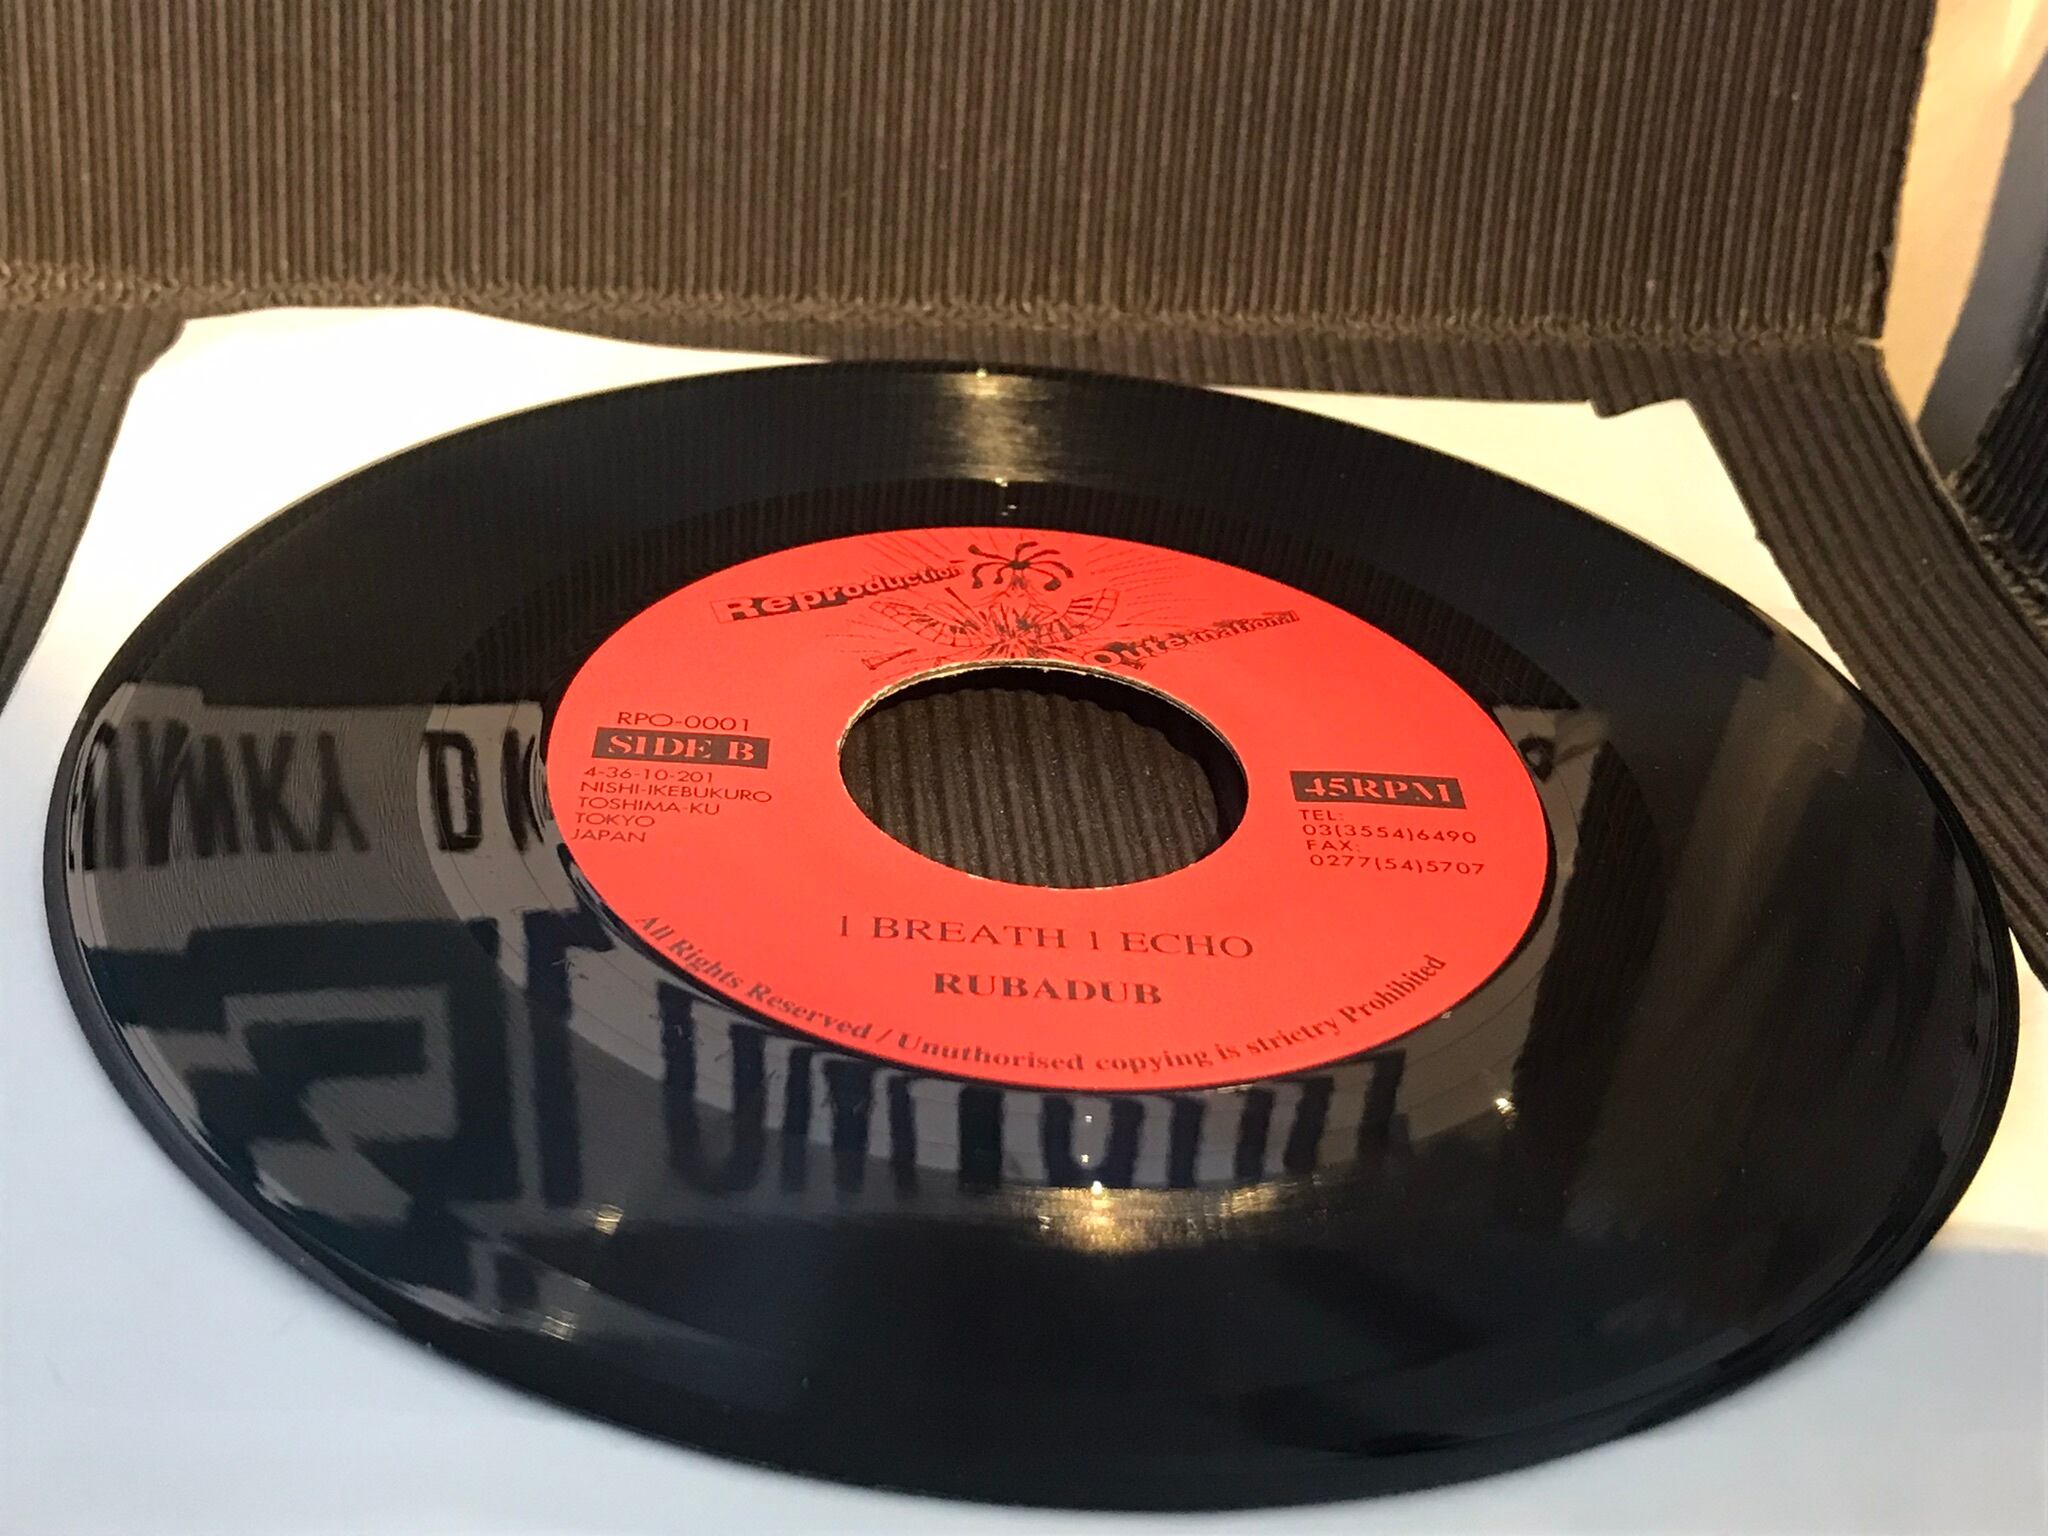 Reproduction
Outernational
RPO-0001
SIDE B
4-36-10-201
NISHI-IKEBUKURO
TOSHIMA-KU
TOKYO
JAPAN
45RPM
TEL:
03(3554)6490
FAX:
0277(54)5707
1 BREATH 1 ECHO
RUBADUB
All Rights Reserved / Unuthorised copying is strictry Prohibited